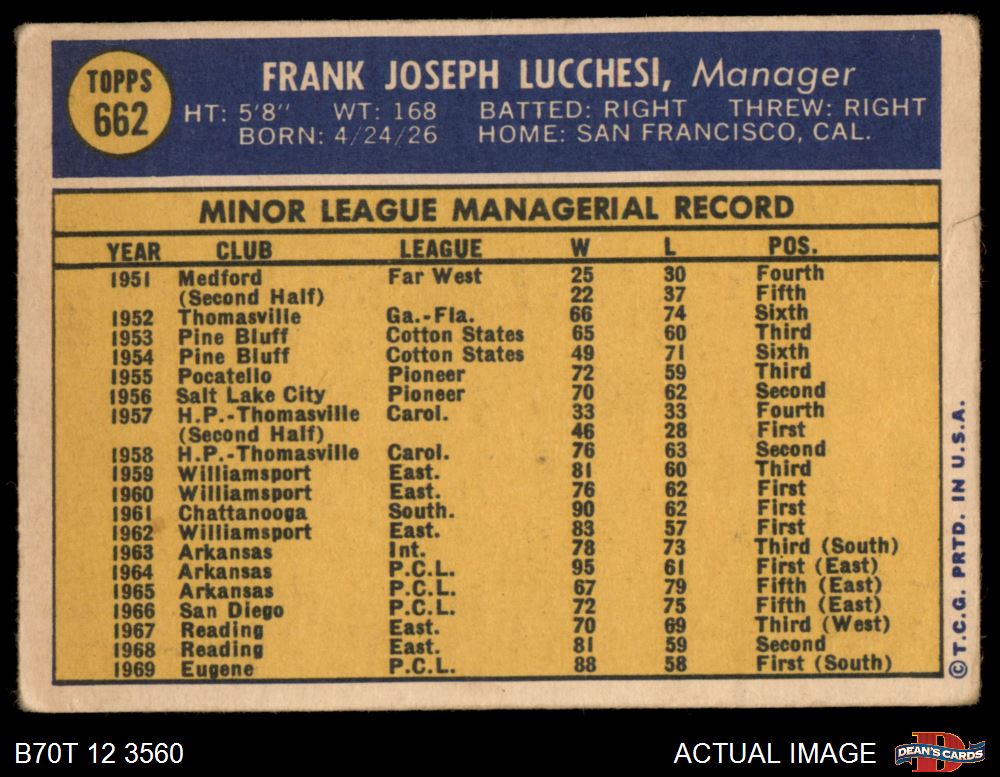 TOPPS
662
FRANK JOSEPH LUCCHESI, Manager
HT: 5'8" WT: 168 BATTED: RIGHT THREW: RIGHT
BORN: 4/24/26 HOME: SAN FRANCISCO, CAL.
MINOR LEAGUE MANAGERIAL RECORD
YEAR CLUB LEAGUE W L POS.
1951 Medford Far West 25 30 Fourth
(Second Half) 22 37 Fifth
1952 Thomasville Ga.-Fla. 66 74 Sixth
1953 Pine Bluff Cotton States 65 60 Third
1954 Pine Bluff Cotton States 49 71 Sixth
1955 Pocatello Pioneer 72 59 Third
1956 Salt Lake City Pioneer 70 62 Second
1957 H.P.-Thomasville Carol. 33 33 Fourth
(Second Half) 46 28 First
1958 H.P.-Thomasville Carol. 76 63 Second
1959 Williamsport East. 81 60 Third
1960 Williamsport East. 76 62 First
1961 Chattanooga South. 90 62 First
1962 Williamsport East. 83 57 First
1963 Arkansas Int. 78 73 Third (South)
1964 Arkansas P.C.L. 95 61 First (East)
1965 Arkansas P.C.L. 67 79 Fifth (East)
1966 San Diego P.C.L. 72 75 Fifth (East)
1967 Reading East. 70 69 Third (West)
1968 Reading East. 81 59 Second
1969 Eugene P.C.L. 88 58 First (South)
© T.C.G. PRTD. IN U.S.A.
B70T 12 3560
ACTUAL IMAGE
DEAN'S CARDS